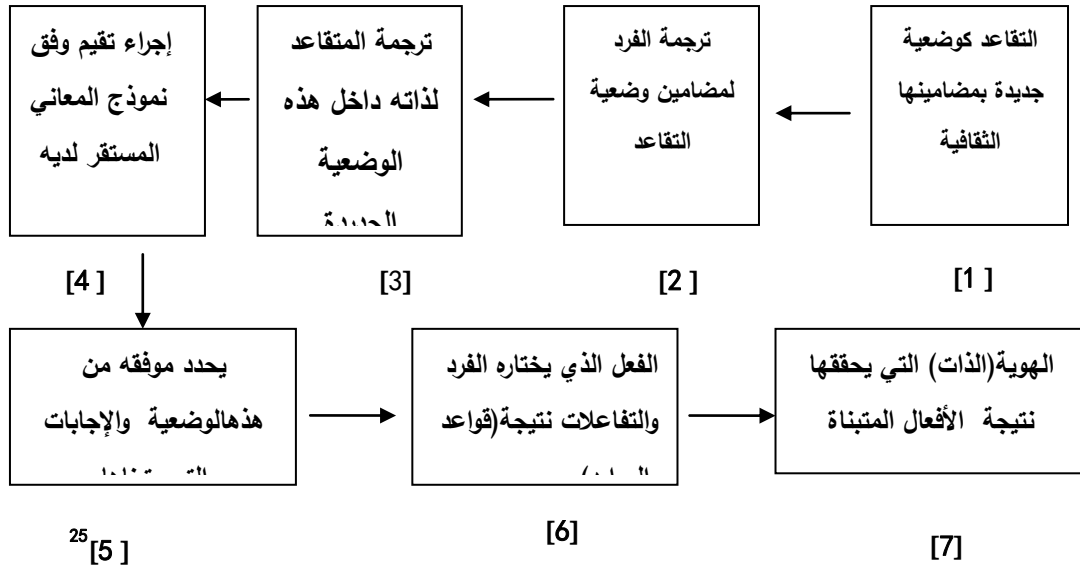 التقاعد كوضعية
جديدة بمضامينها
الثقافية
[1 ]
ترجمة الفرد
لمضامين وضعية
التقاعد
[2 ]
ترجمة المتقاعد
لذاته داخل هذه
الوضعية
[3]
إجراء تقيم وفق
نموذج المعاني
المستقر لديه
[4 ]
يحدد موفقه من
هذهالوضعية والإجابات
[5 ]25
الفعل الذي يختاره الفرد
والتفاعلات نتيجة(قواعد
[6]
الهوية(الذات) التي يحققها
نتيجة الأفعال المتبناة
[7]